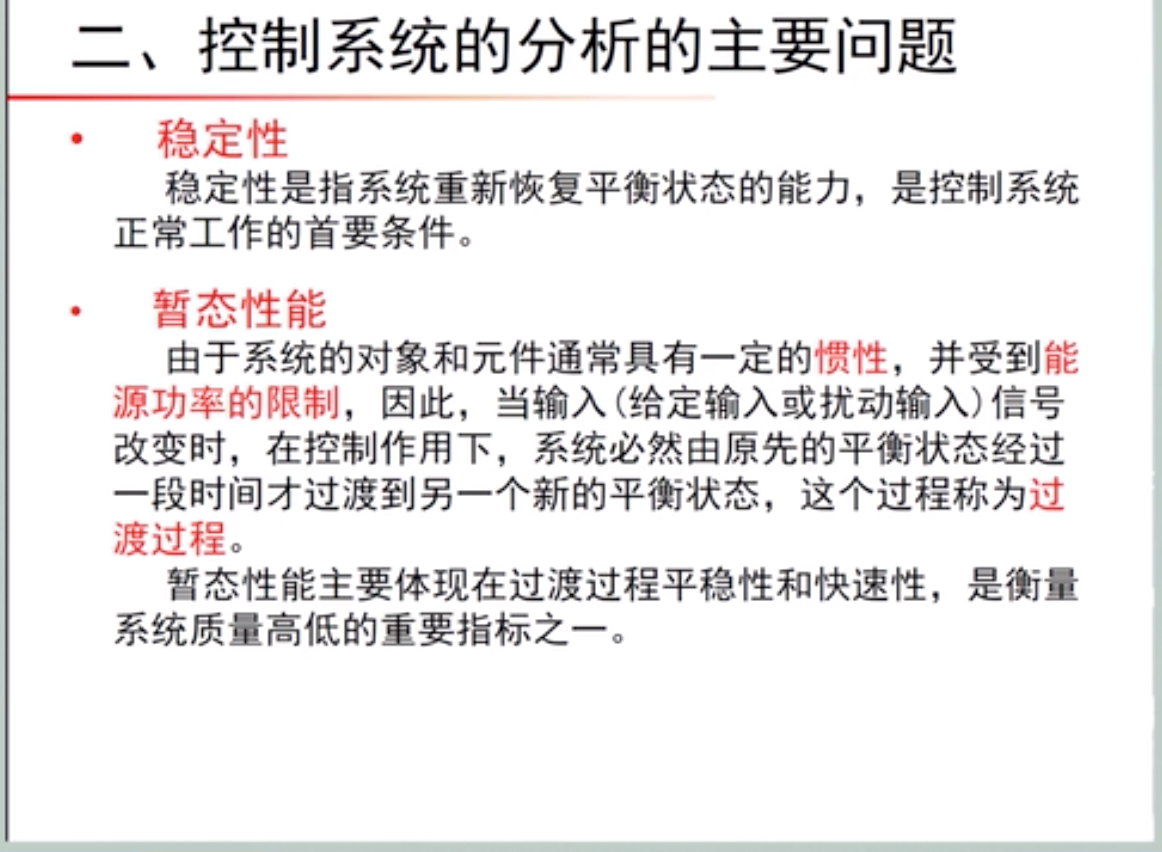 二、控制系统的分析的主要问题
• 稳定性
稳定性是指系统重新恢复平衡状态的能力，是控制系统
正常工作的首要条件。
• 暂态性能
由于系统的对象和元件通常具有一定的惯性，并受到能
源功率的限制，因此，当输入(给定输入或扰动输入)信号
改变时，在控制作用下，系统必然由原先的平衡状态经过
一段时间才过渡到另一个新的平衡状态，这个过程称为过
渡过程。
暂态性能主要体现在过渡过程平稳性和快速性，是衡量
系统质量高低的重要指标之一。